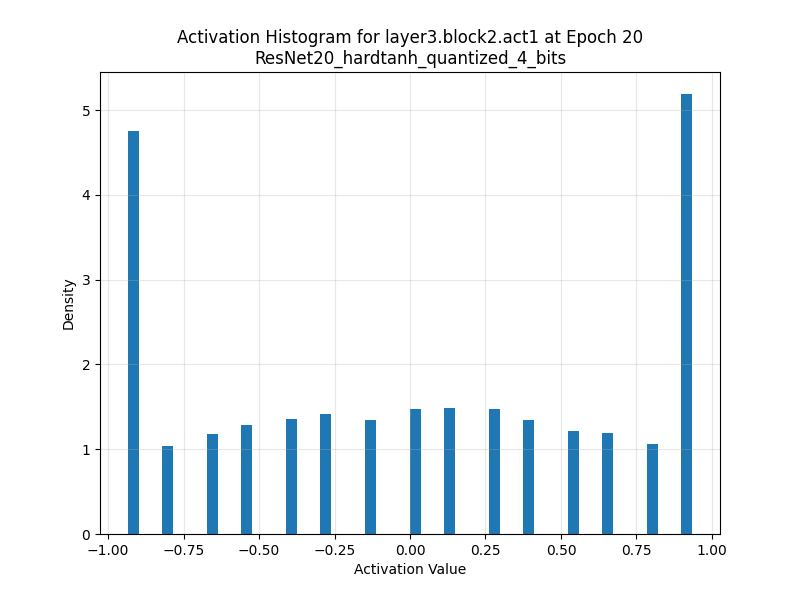 Activation Histogram for layer3.block2.act1 at Epoch 20
ResNet20_hardtanh_quantized_4_bits
Density
5
4
3
2
1
0
−1.00 −0.75 −0.50 −0.25 0.00 0.25 0.50 0.75 1.00
Activation Value